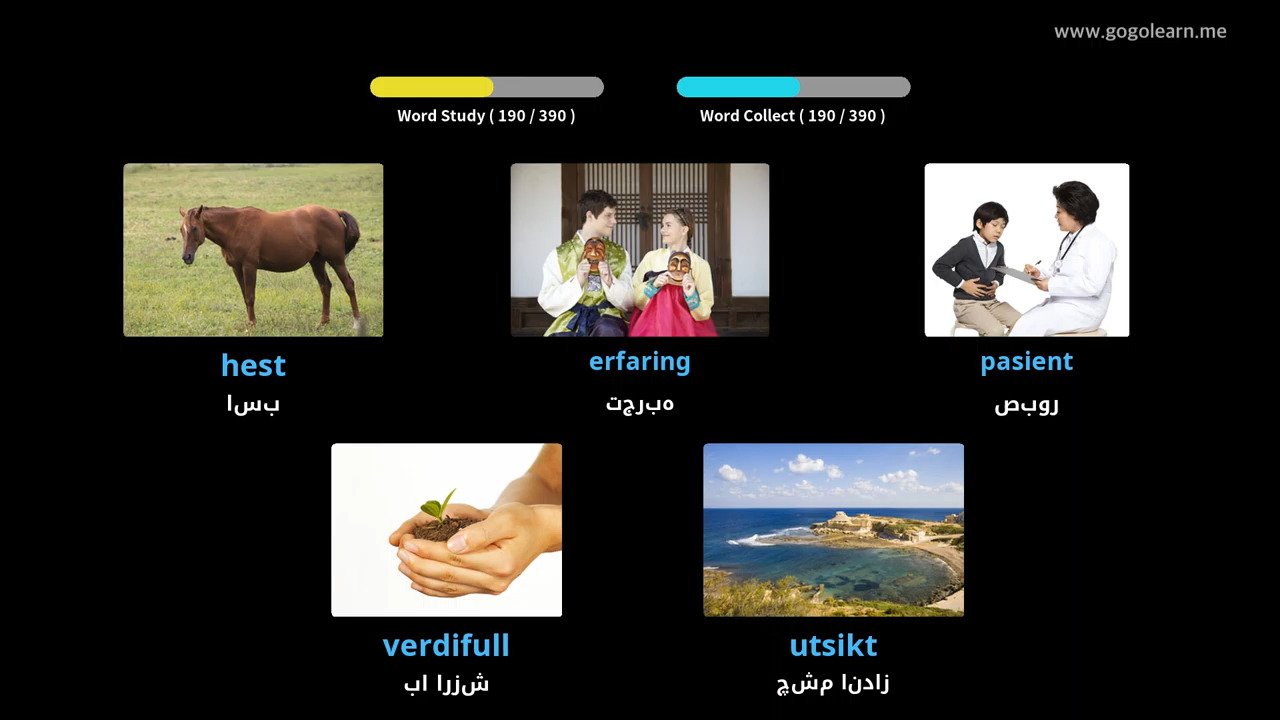 www.gogolearn.me
Word Study ( 190 / 390 )
Word Collect ( 190 / 390 )
hest
اسب
erfaring
تجربه
pasient
صبور
verdifull
با ارزش
utsikt
چشم انداز